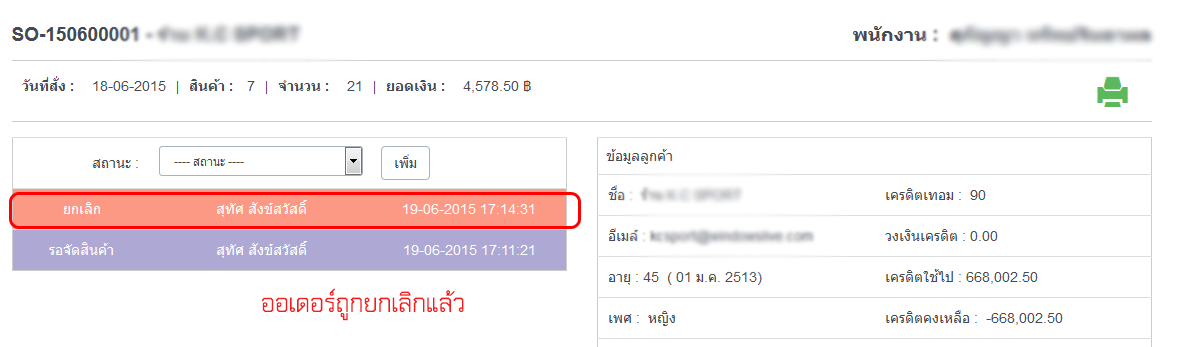 SO-150600001 -
พนักงาน :
วันที่สั่ง : 18-06-2015 | สินค้า : 7 | จำนวน : 21 | ยอดเงิน : 4,578.50 ฿
สถานะ : ---- สถานะ ---- เพิ่ม
ยกเลิก สุทัศ สังข์สวัสดิ์ 19-06-2015 17:14:31
รอจัดสินค้า สุทัศ สังข์สวัสดิ์ 19-06-2015 17:11:21
ออเดอร์ถูกยกเลิกแล้ว
ข้อมูลลูกค้า
ชื่อ : เครดิตเทอม : 90
อีเมล์ : วงเงินเครดิต : 0.00
อายุ : 45 ( 01 ม.ค. 2513) เครดิตใช้ไป : 668,002.50
เพศ : หญิง เครดิตคงเหลือ : -668,002.50